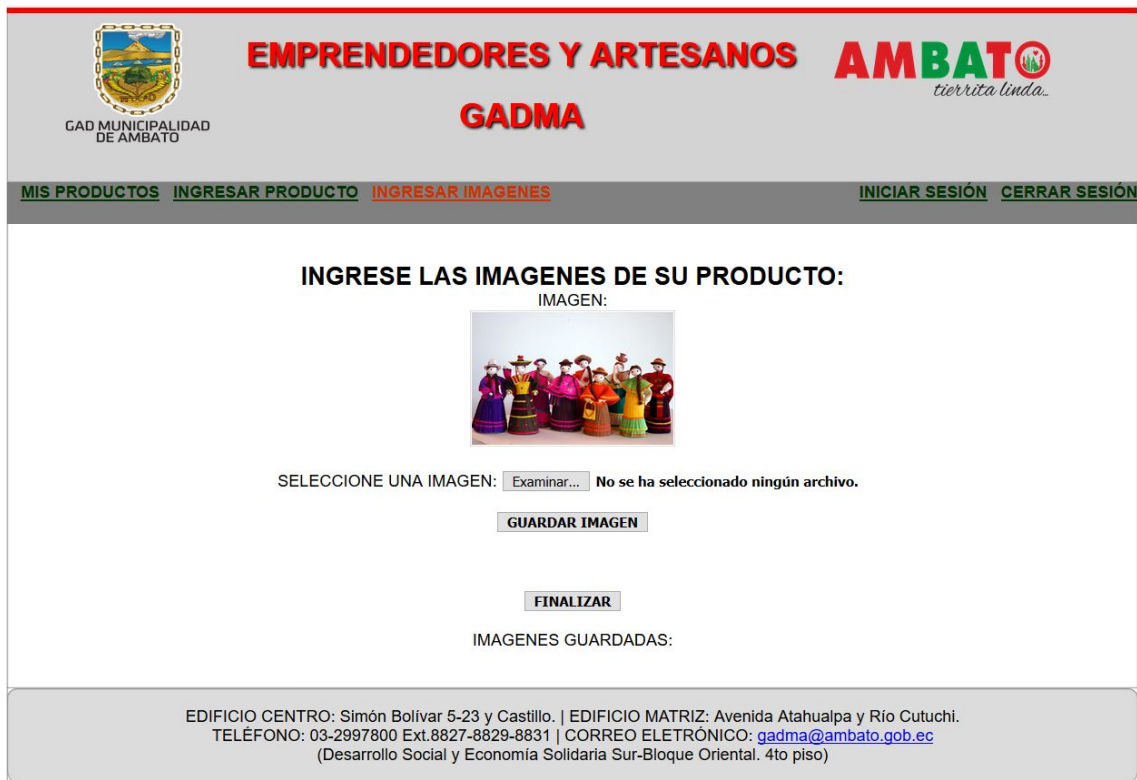 GAD MUNICIPALIDAD
DE AMBATO
EMPRENDEDORES Y ARTESANOS
GADMA
AMBATO
tierrita linda...
MIS PRODUCTOS INGRESAR PRODUCTO INGRESAR IMAGENES INICIAR SESIÓN CERRAR SESIÓN
INGRESE LAS IMAGENES DE SU PRODUCTO:
IMAGEN:
SELECCIONE UNA IMAGEN: Examinar... No se ha seleccionado ningún archivo.
GUARDAR IMAGEN
FINALIZAR
IMAGENES GUARDADAS:
EDIFICIO CENTRO: Simón Bolívar 5-23 y Castillo. | EDIFICIO MATRIZ: Avenida Atahualpa y Río Cutuchi.
TELÉFONO: 03-2997800 Ext.8827-8829-8831 | CORREO ELETRÓNICO: gadma@ambato.gob.ec
(Desarrollo Social y Economía Solidaria Sur-Bloque Oriental. 4to piso)